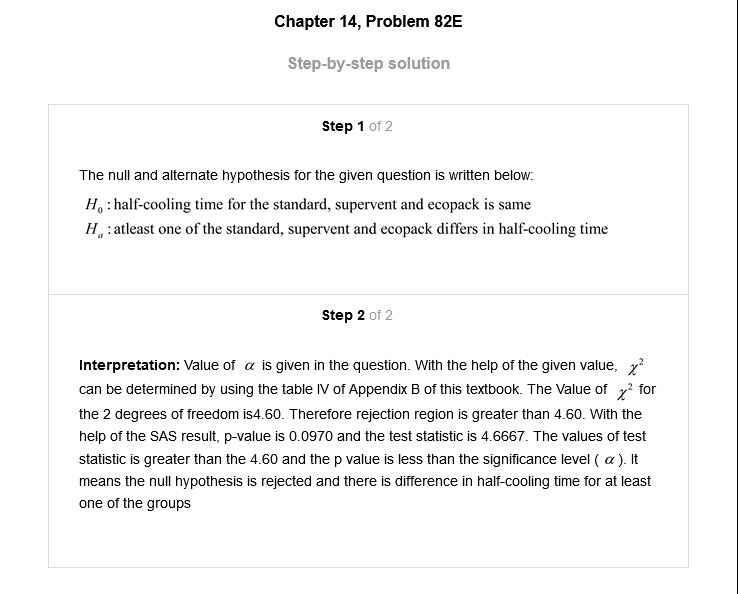 Chapter 14, Problem 82E
Step-by-step solution
Step 1 of 2
The null and alternate hypothesis for the given question is written below:
H₀ : half-cooling time for the standard, supervent and ecopack is same
Hₐ : atleast one of the standard, supervent and ecopack differs in half-cooling time
Step 2 of 2
Interpretation: Value of α is given in the question. With the help of the given value, χ²
can be determined by using the table IV of Appendix B of this textbook. The Value of χ² for
the 2 degrees of freedom is4.60. Therefore rejection region is greater than 4.60. With the
help of the SAS result, p-value is 0.0970 and the test statistic is 4.6667. The values of test
statistic is greater than the 4.60 and the p value is less than the significance level ( α ). It
means the null hypothesis is rejected and there is difference in half-cooling time for at least
one of the groups